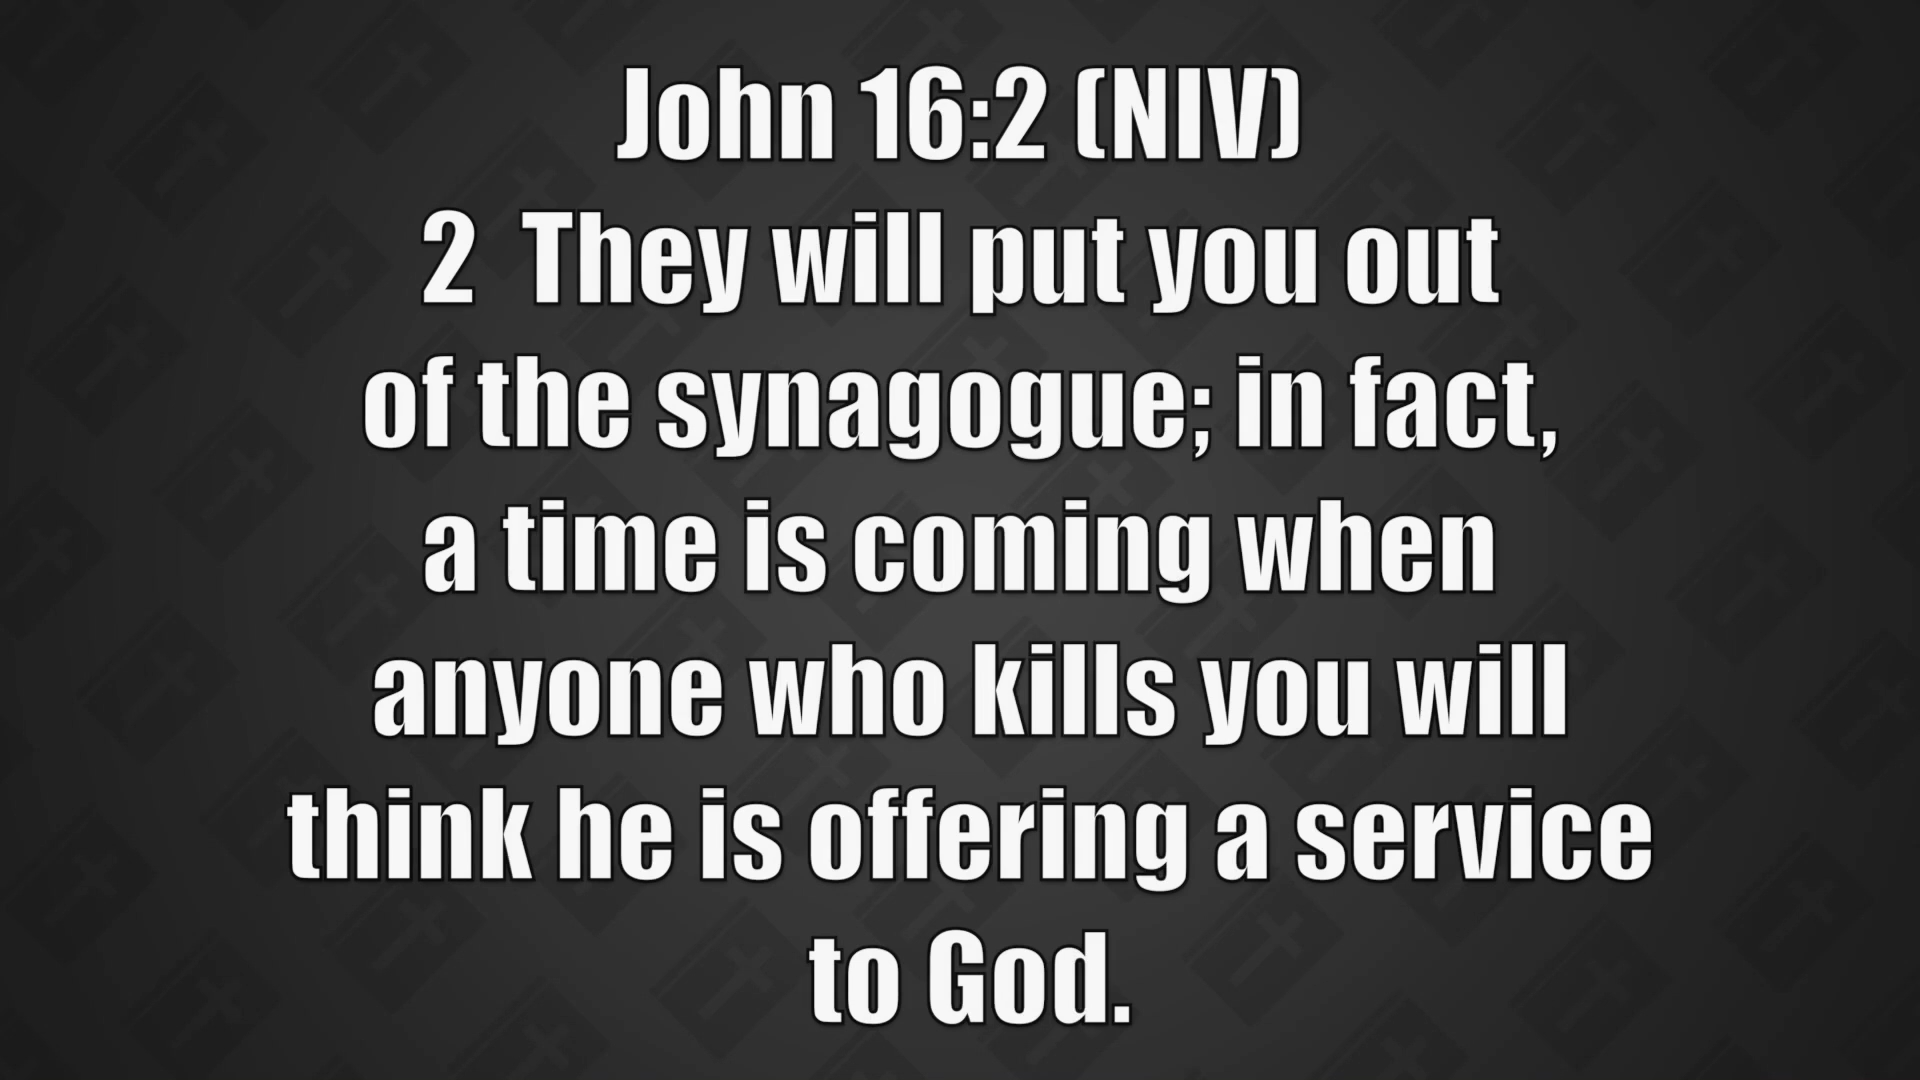 John 16:2 (NIV)
2  They will put you out
of the synagogue; in fact,
a time is coming when
anyone who kills you will
think he is offering a service
to God.